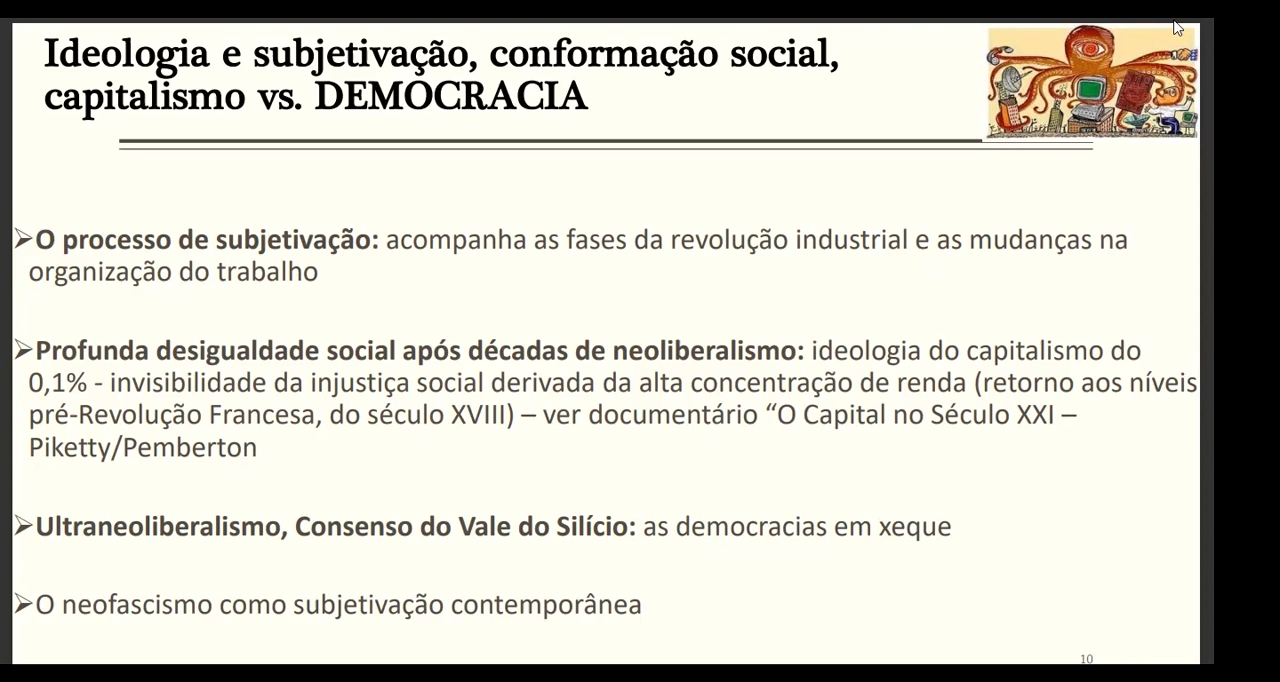 Ideologia e subjetivação, conformação social,
capitalismo vs. DEMOCRACIA
➢O processo de subjetivação: acompanha as fases da revolução industrial e as mudanças na
organização do trabalho
➢Profunda desigualdade social após décadas de neoliberalismo: ideologia do capitalismo do
0,1% - invisibilidade da injustiça social derivada da alta concentração de renda (retorno aos níveis
pré-Revolução Francesa, do século XVIII) – ver documentário “O Capital no Século XXI –
Piketty/Pemberton
➢Ultraneoliberalismo, Consenso do Vale do Silício: as democracias em xeque
➢O neofascismo como subjetivação contemporânea
10